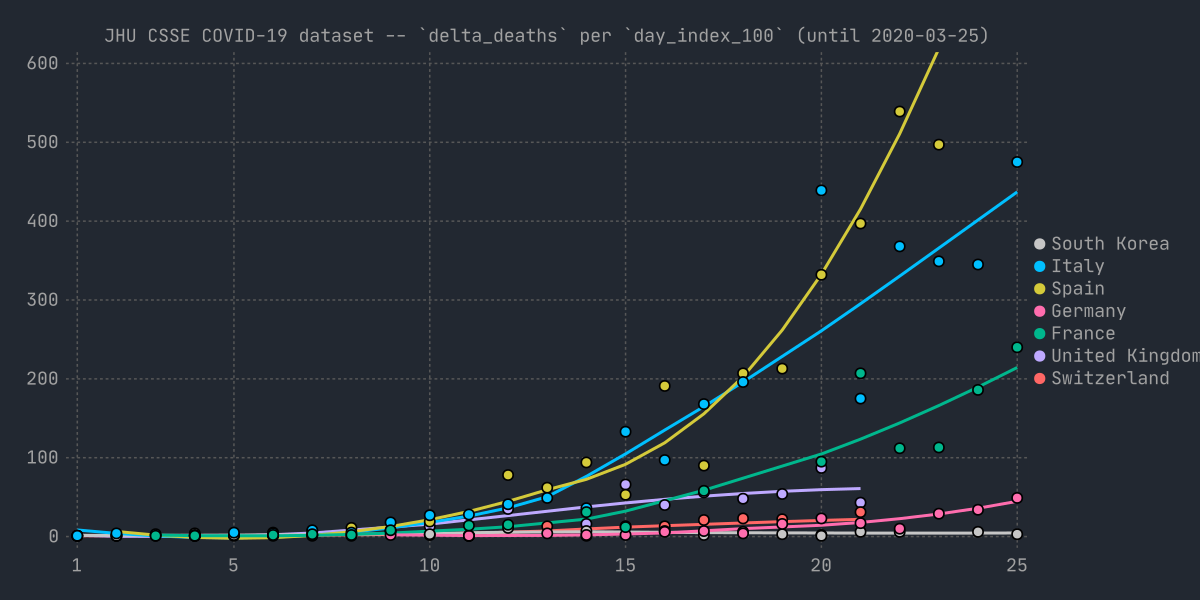 JHU CSSE COVID-19 dataset -- `delta_deaths` per `day_index_100` (until 2020-03-25)
600
500
400
300
200
100
0
1 5 10 15 20 25
South Korea
Italy
Spain
Germany
France
United Kingdom
Switzerland